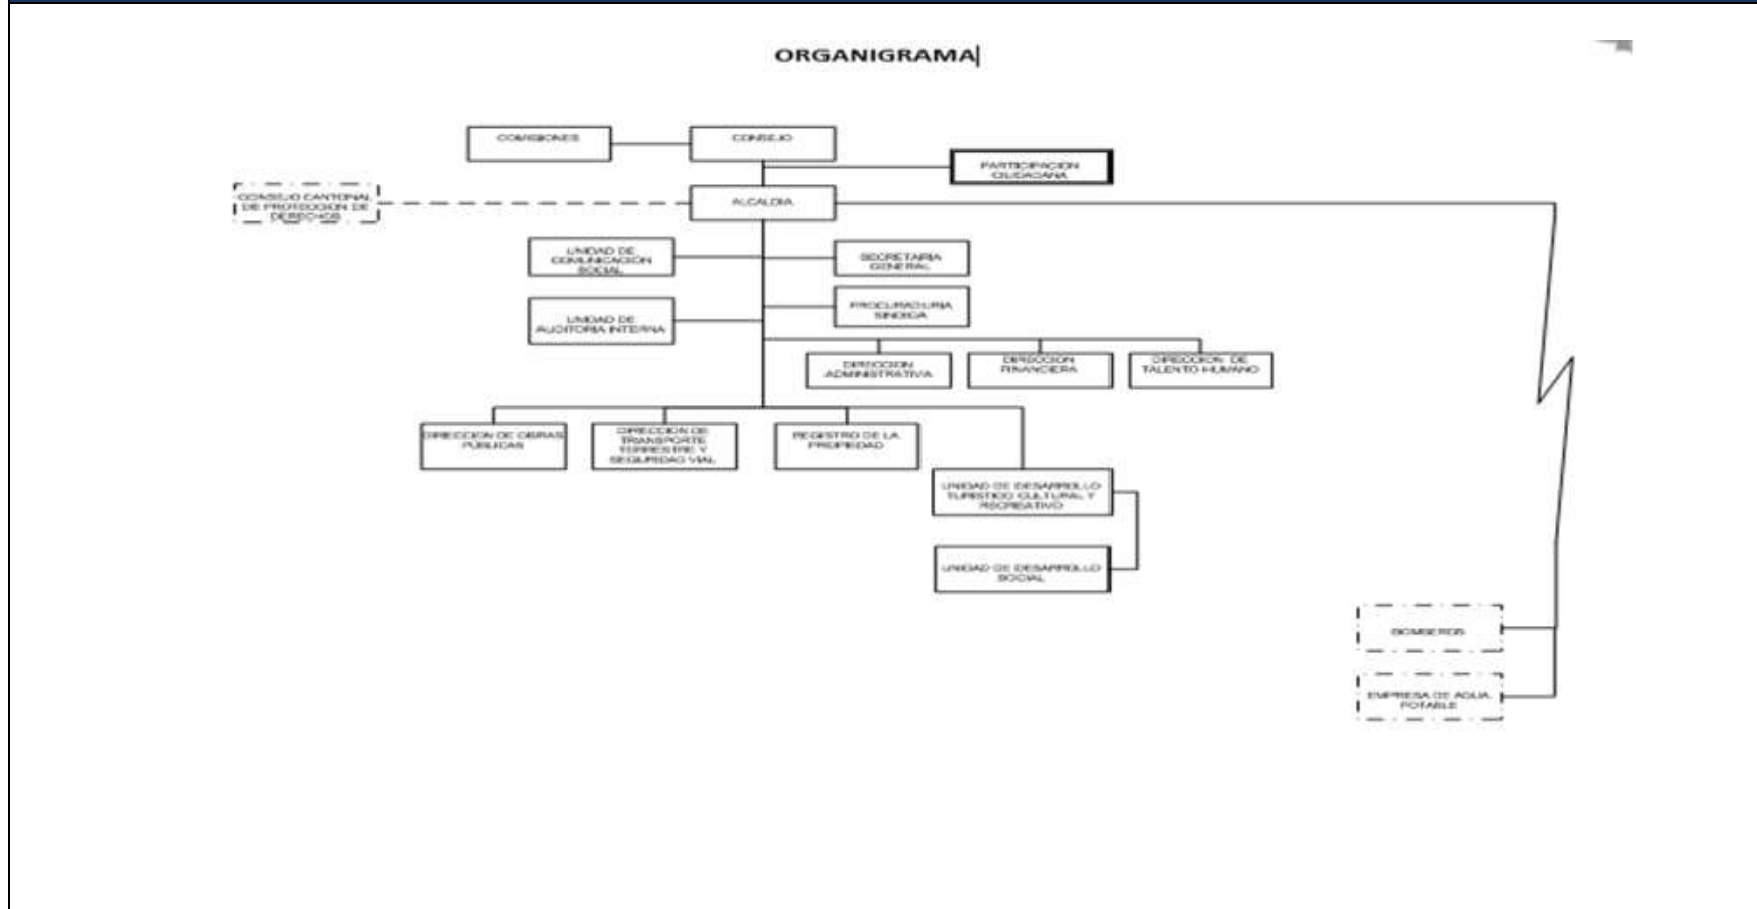 ORGANIGRAMA
COMISIONES
CONSEJO
PARTICIPACION
CIUDADANA
CONSEJO CANTONAL
DE PROTECCION DE
DERECHOS
ALCALDIA
UNIDAD DE
COMUNICACIÓN
SOCIAL
SECRETARIA
GENERAL
UNIDAD DE
AUDITORIA INTERNA
PROCURADURIA
SINDICA
DIRECCION
ADMINISTRATIVA
DIRECCION
FINANCIERA
DIRECCION DE
TALENTO HUMANO
DIRECCION DE OBRAS
PÚBLICAS
DIRECCION DE
TRANSPORTE
TERRESTRE Y
SEGURIDAD VIAL
REGISTRO DE LA
PROPIEDAD
UNIDAD DE DESARROLLO
TURISTICO CULTURAL Y
RECREATIVO
UNIDAD DE DESARROLLO
SOCIAL
BOMBEROS
EMPRESA DE AGUA
POTABLE